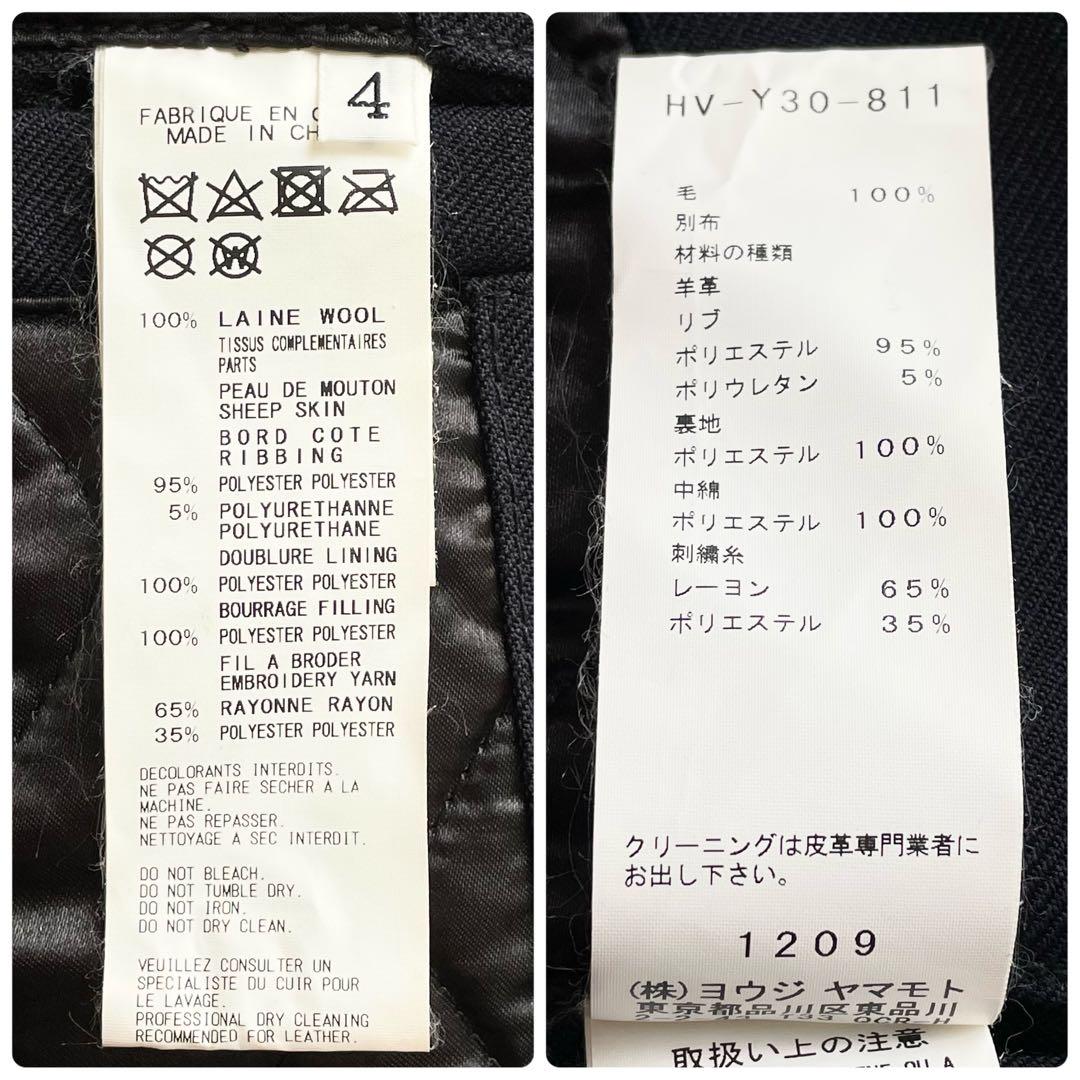 4
FABRIQUE EN
MADE IN
W
100% LAINE WOOL
TISSUS COMPLEMENTAIRES
PARTS
PEAU DE MOUTON
SHEEP SKIN
BORD COTE
RIBBING
95% POLYESTER POLYESTER
5% POLYURETHANNE
POLYURETHANE
DOUBLURE LINING
100% POLYESTER POLYESTER
BOURRAGE FILLING
100% POLYESTER POLYESTER
FIL A BRODER
EMBROIDERY YARN
65% RAYONNE RAYON
35% POLYESTER POLYESTER
DECOLORANTS INTERDITS.
NE PAS FAIRE SECHER A LA
MACHINE.
NE PAS REPASSER.
NETTOYAGE A SEC INTERDIT.
DO NOT BLEACH.
DO NOT TUMBLE DRY.
DO NOT IRON.
DO NOT DRY CLEAN.
VEUILLEZ CONSULTER UN
SPECIALISTE DU CUIR POUR
LE LAVAGE.
PROFESSIONAL DRY CLEANING
RECOMMENDED FOR LEATHER.
HV-Y30-811
毛 100%
別布
材料の種類
羊革
リブ
ポリエステル 95%
ポリウレタン 5%
裏地
ポリエステル 100%
中綿
ポリエステル 100%
刺繍糸
レーヨン 65%
ポリエステル 35%
クリーニングは皮革専門業者に
お出し下さい。
1209
(株)ヨウジ ヤマモト
東京都品川区東品川
取扱い上の注意